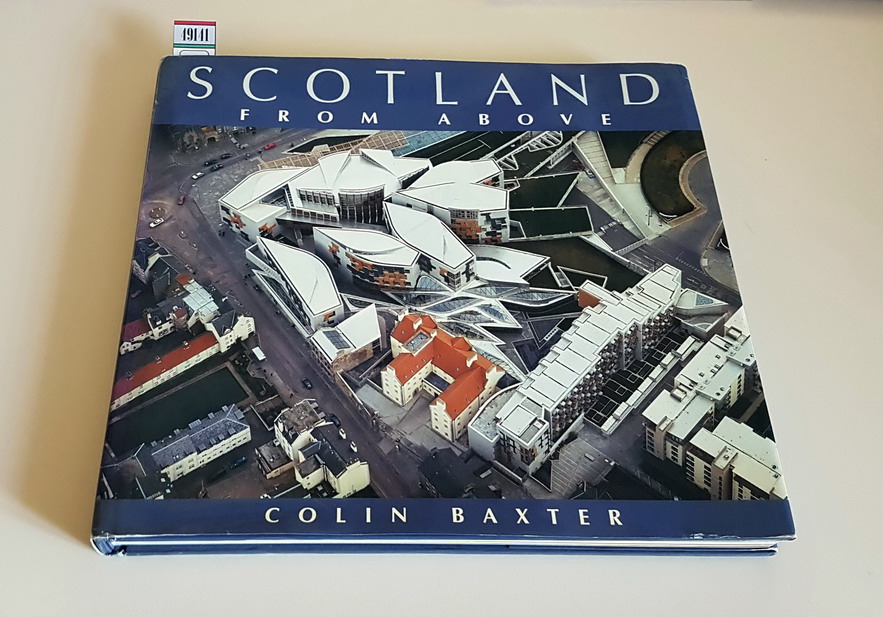 49141
SCOTLAND
FROM ABOVE
COLIN BAXTER